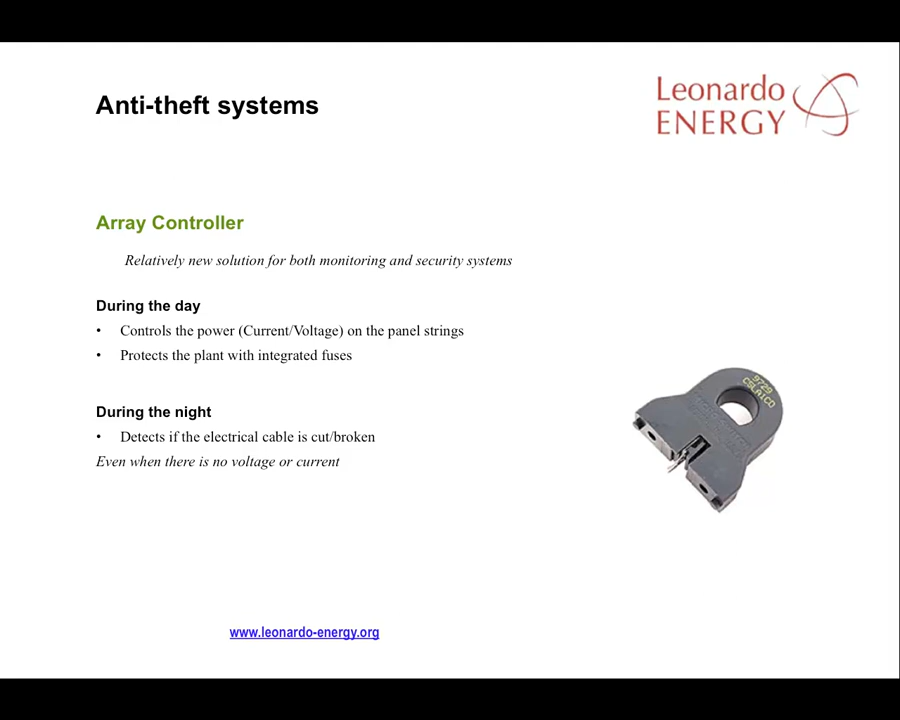 Anti-theft systems
Leonardo
ENERGY
Array Controller
Relatively new solution for both monitoring and security systems
During the day
• Controls the power (Current/Voltage) on the panel strings
• Protects the plant with integrated fuses
During the night
• Detects if the electrical cable is cut/broken
Even when there is no voltage or current
9729
CSLA1CD
www.leonardo-energy.org